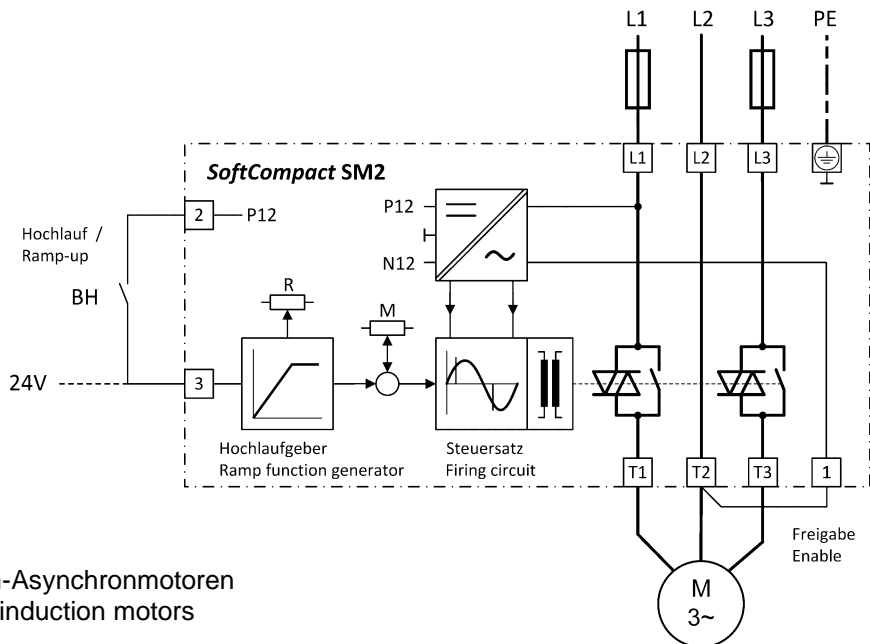 L1 L2 L3 PE
L1 L2 L3
SoftCompact SM2
2 P12
P12
Hochlauf /
Ramp-up
N12
BH
R
M
24V
3
Hochlaufgeber
Ramp function generator
Steuersatz
Firing circuit
T1 T2 T3 1
Freigabe
Enable
-Asynchronmotoren
induction motors
M
3~